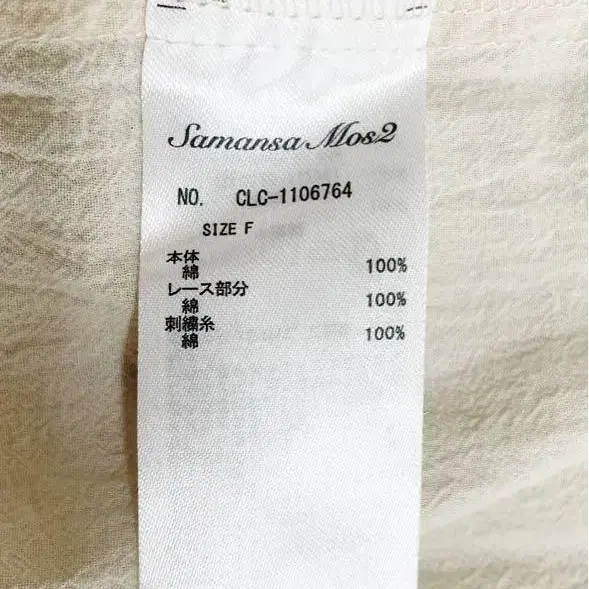 Samansa Mos2
NO. CLC-1106764
SIZE F
本体
綿 100%
レース部分
綿 100%
刺繍糸
綿 100%